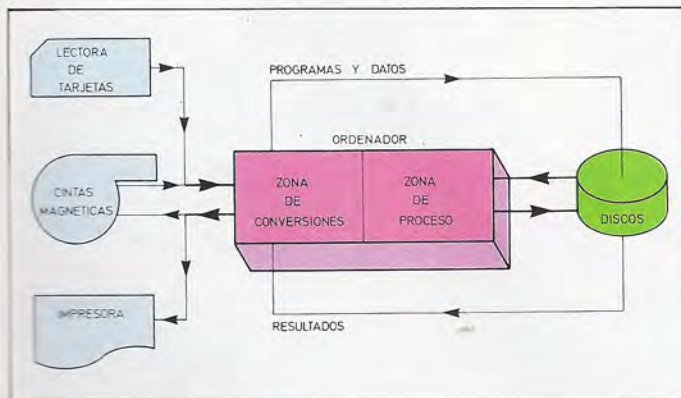 LECTORA
DE
TARJETAS
PROGRAMAS Y DATOS
ORDENADOR
CINTAS
MAGNETICAS
ZONA
DE
CONVERSIONES
ZONA
DE
PROCESO
DISCOS
IMPRESORA
RESULTADOS